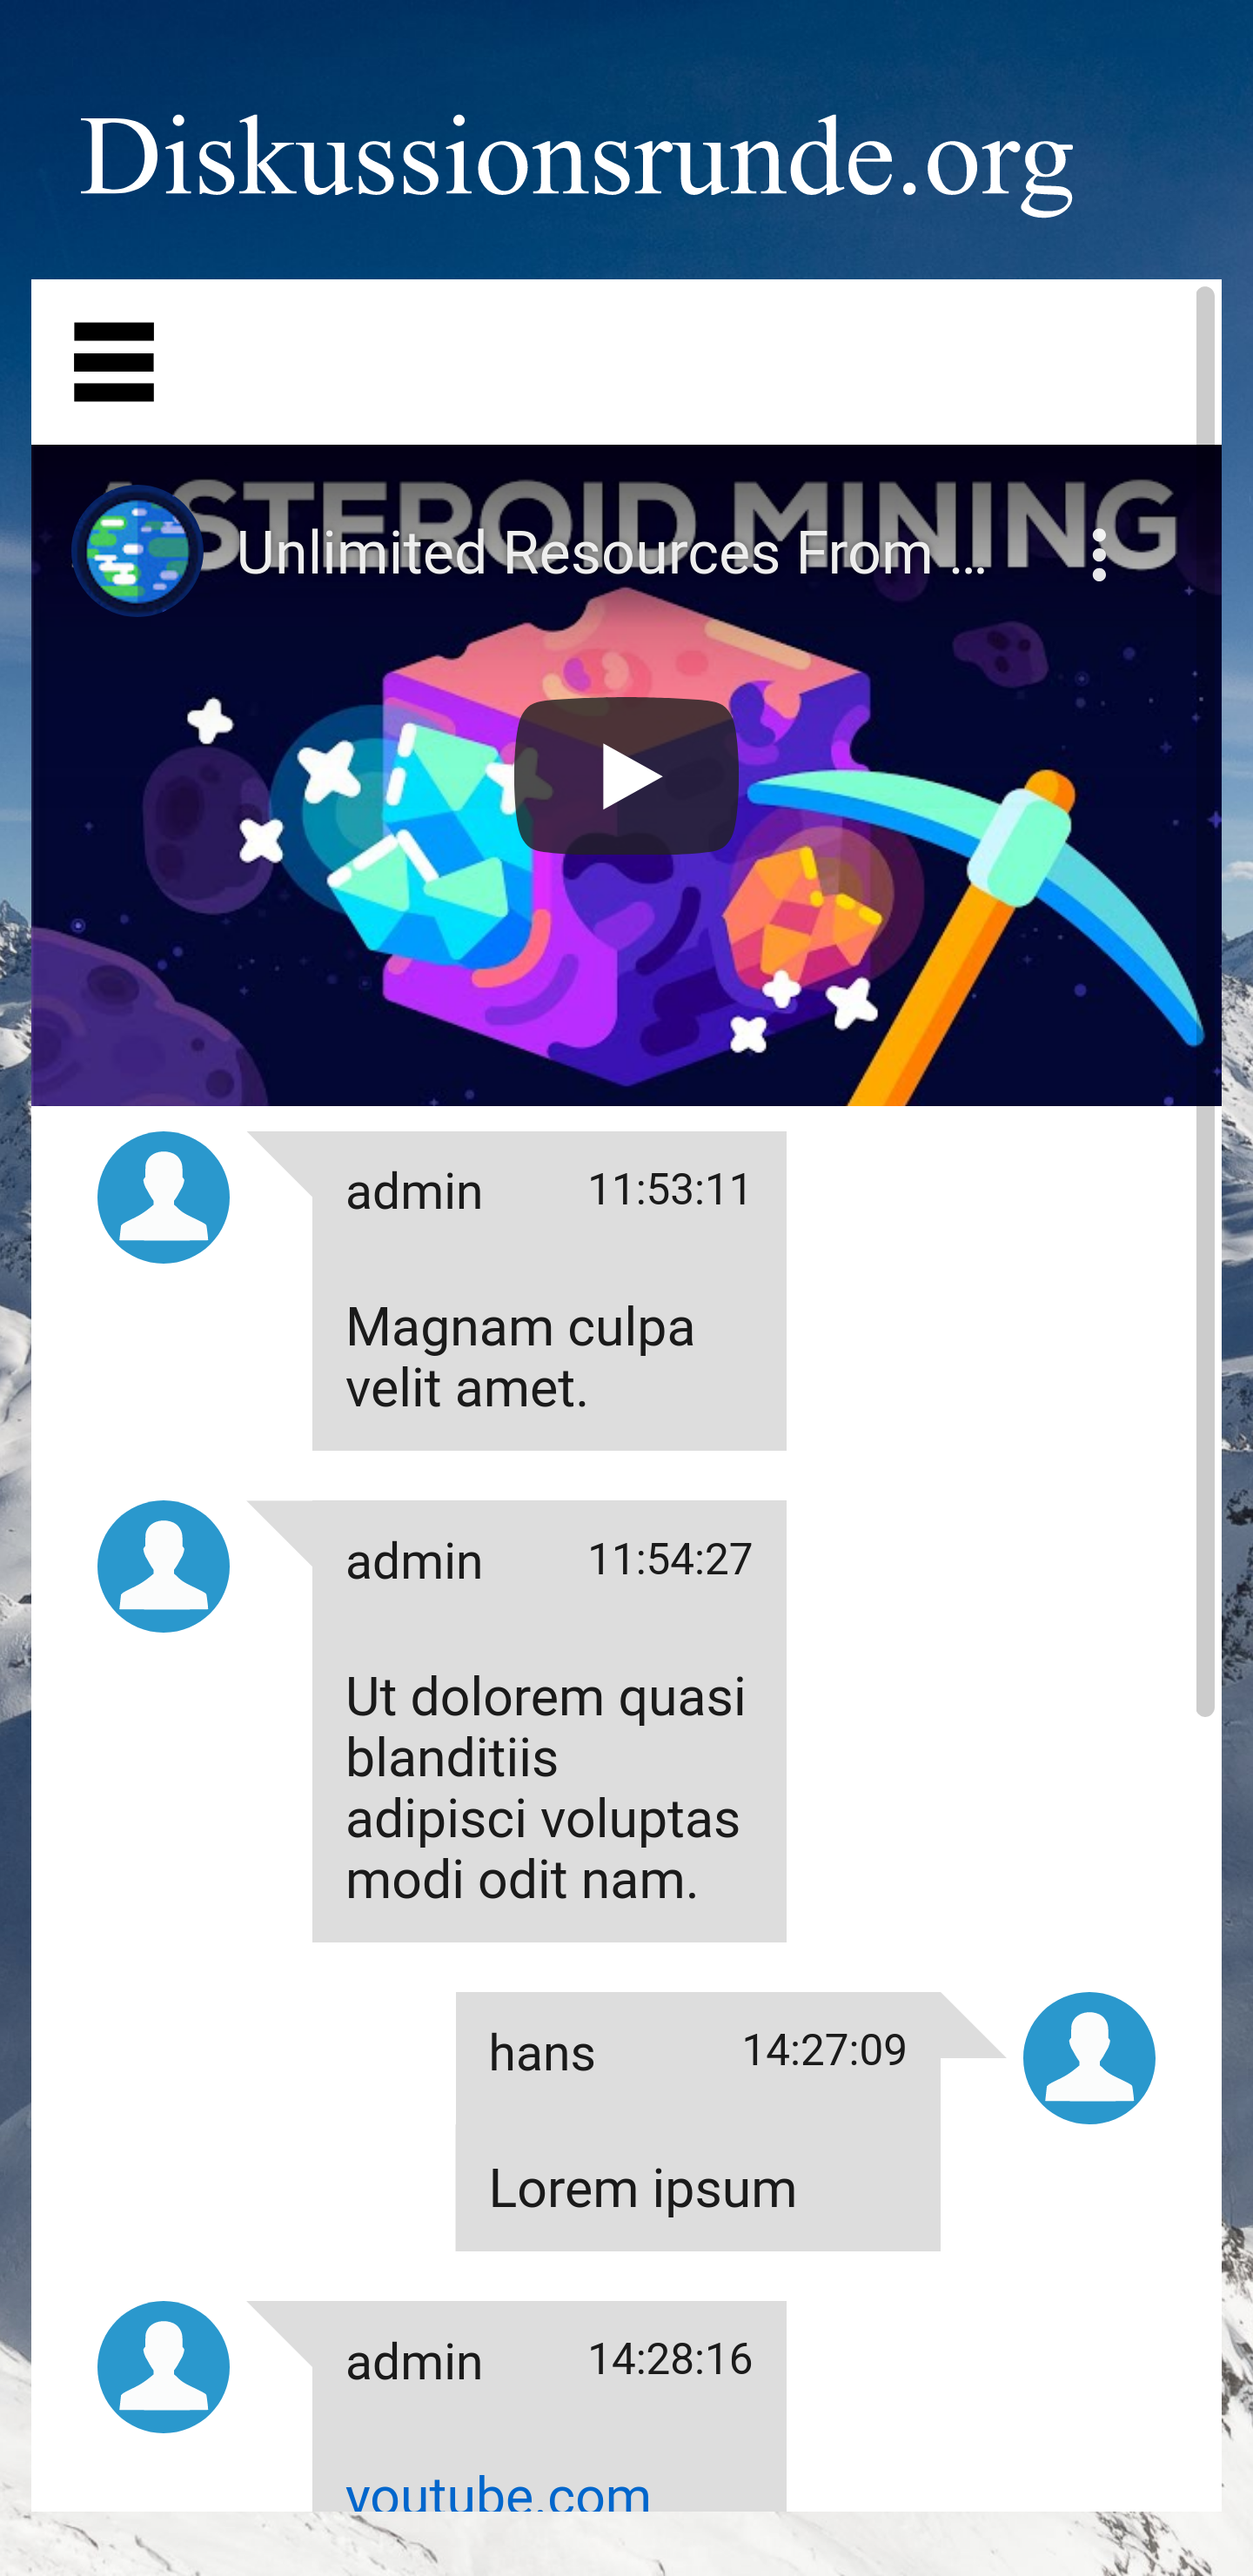 Diskussionsrunde.org
ASTEROID MINING
Unlimited Resources From ...
admin 11:53:11
Magnam culpa
velit amet.
admin 11:54:27
Ut dolorem quasi
blanditiis
adipisci voluptas
modi odit nam.
hans 14:27:09
Lorem ipsum
admin 14:28:16
youtube.com